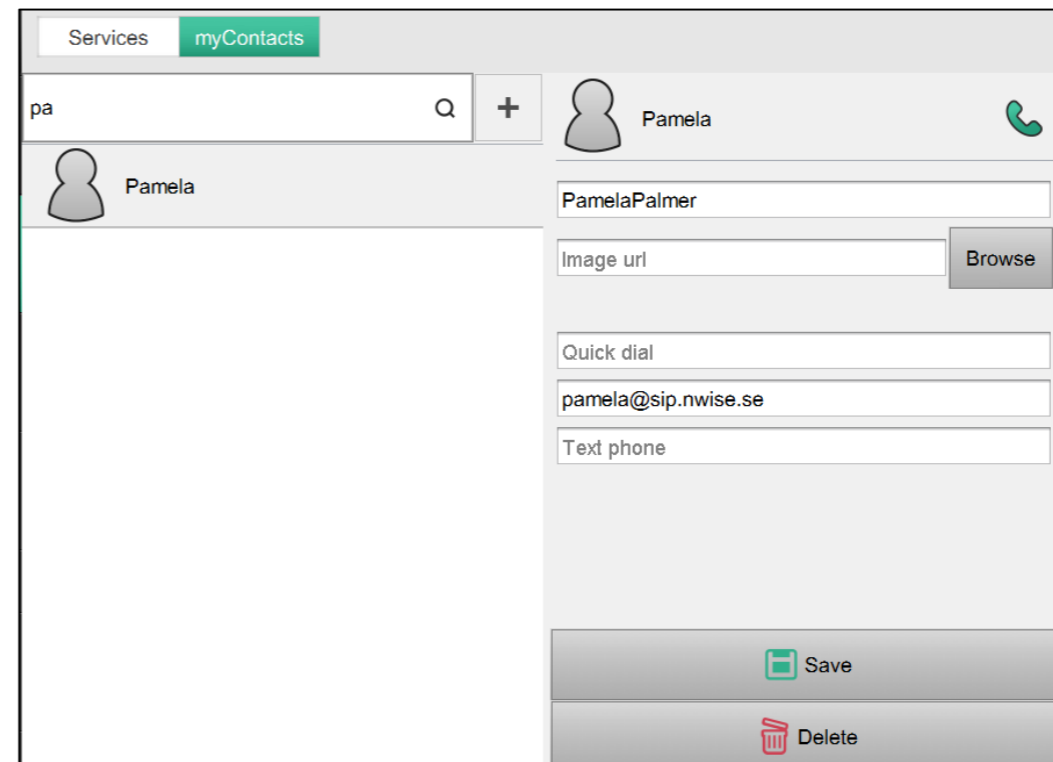 Services myContacts
pa
Pamela
Pamela
PamelaPalmer
Image url Browse
Quick dial
pamela@sip.nwise.se
Text phone
Save
Delete